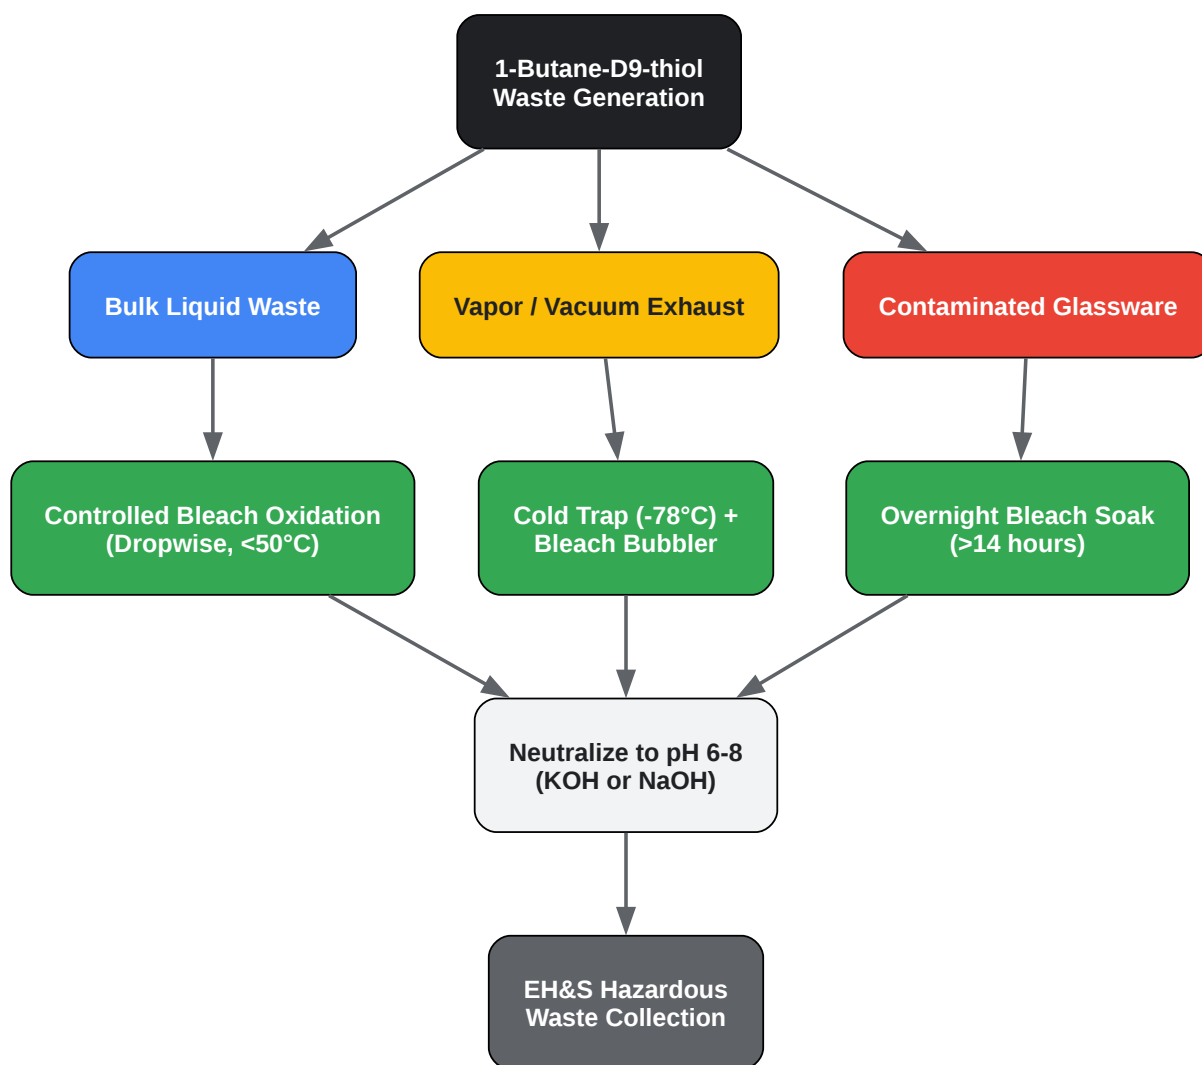 1-Butane-D9-thiol
Waste Generation
Bulk Liquid Waste
Vapor / Vacuum Exhaust
Contaminated Glassware
Controlled Bleach Oxidation
(Dropwise, <50°C)
Cold Trap (-78°C) +
Bleach Bubbler
Overnight Bleach Soak
(>14 hours)
Neutralize to pH 6-8
(KOH or NaOH)
EH&S Hazardous
Waste Collection